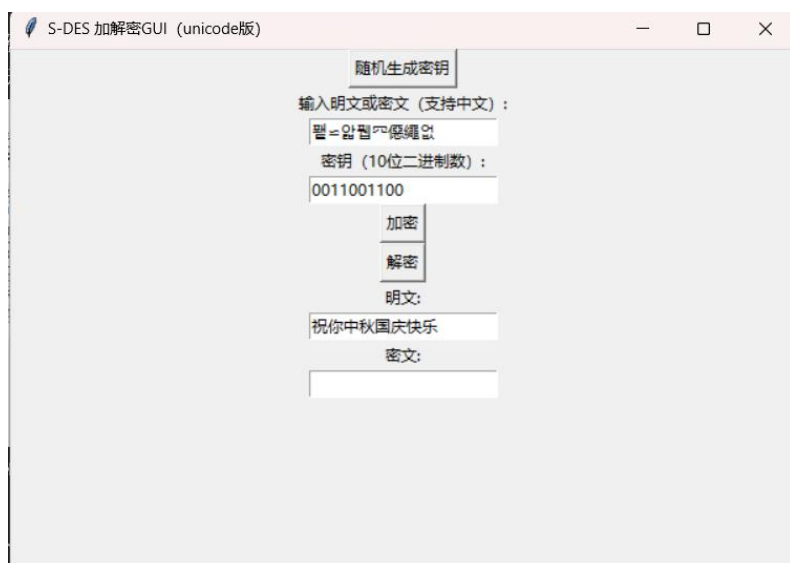 S-DES 加解密GUI（unicode版）
随机生成密钥
输入明文或密文（支持中文）：
密钥（10位二进制数）：
0011001100
加密
解密
明文:
祝你中秋国庆快乐
密文: